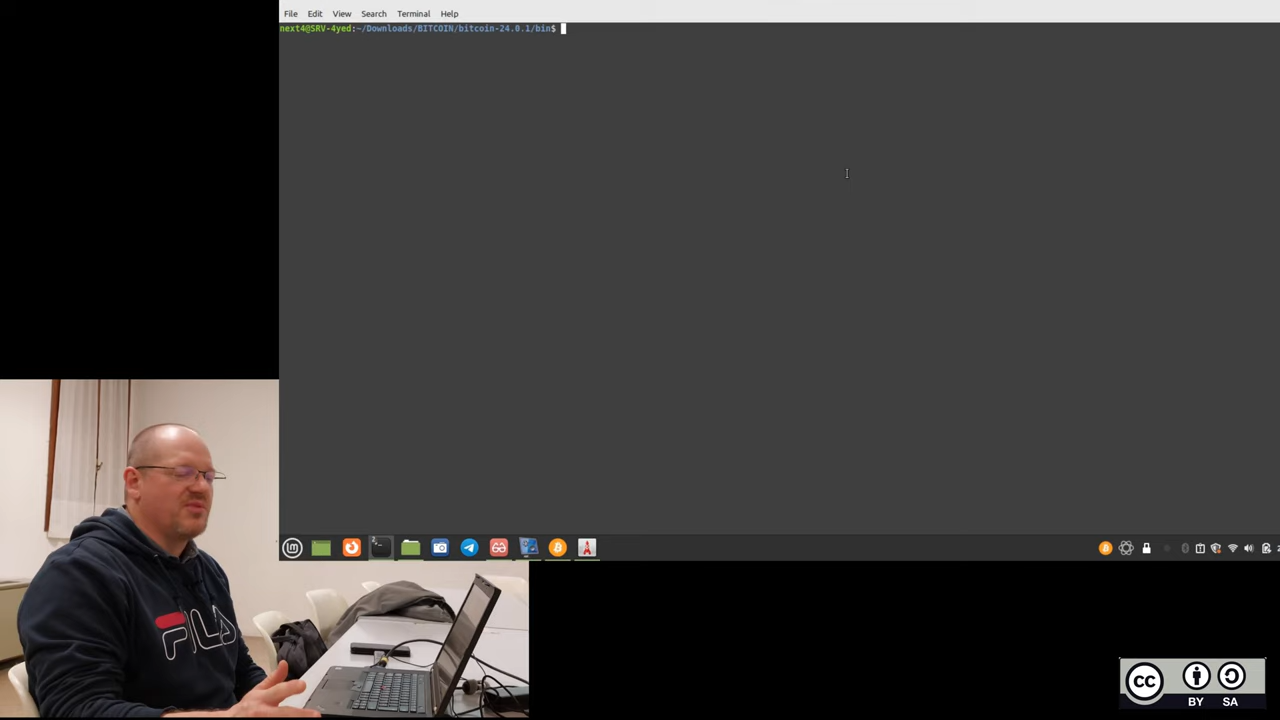 File Edit View Search Terminal Help
next4@SRV-4yed:~/Downloads/BITCOIN/bitcoin-24.0.1/bin$
FILA
CC
BY SA